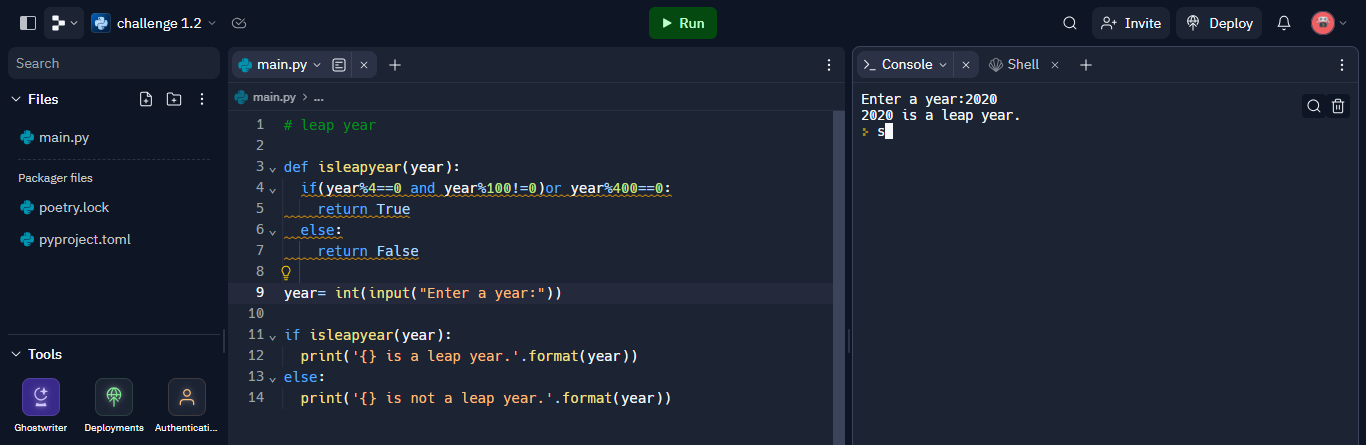 challenge 1.2
Run
Invite
Deploy
Search
Files
main.py
Packager files
poetry.lock
pyproject.toml
Tools
Ghostwriter
Deployments
Authenticati...
main.py
main.py > ...
1 # leap year
2
3 def isleapyear(year):
4 if(year%4==0 and year%100!=0)or year%400==0:
5 return True
6 else:
7 return False
8
9 year= int(input("Enter a year:"))
10
11 if isleapyear(year):
12 print('{} is a leap year.'.format(year))
13 else:
14 print('{} is not a leap year.'.format(year))
Console
Shell
Enter a year:2020
2020 is a leap year.
> s